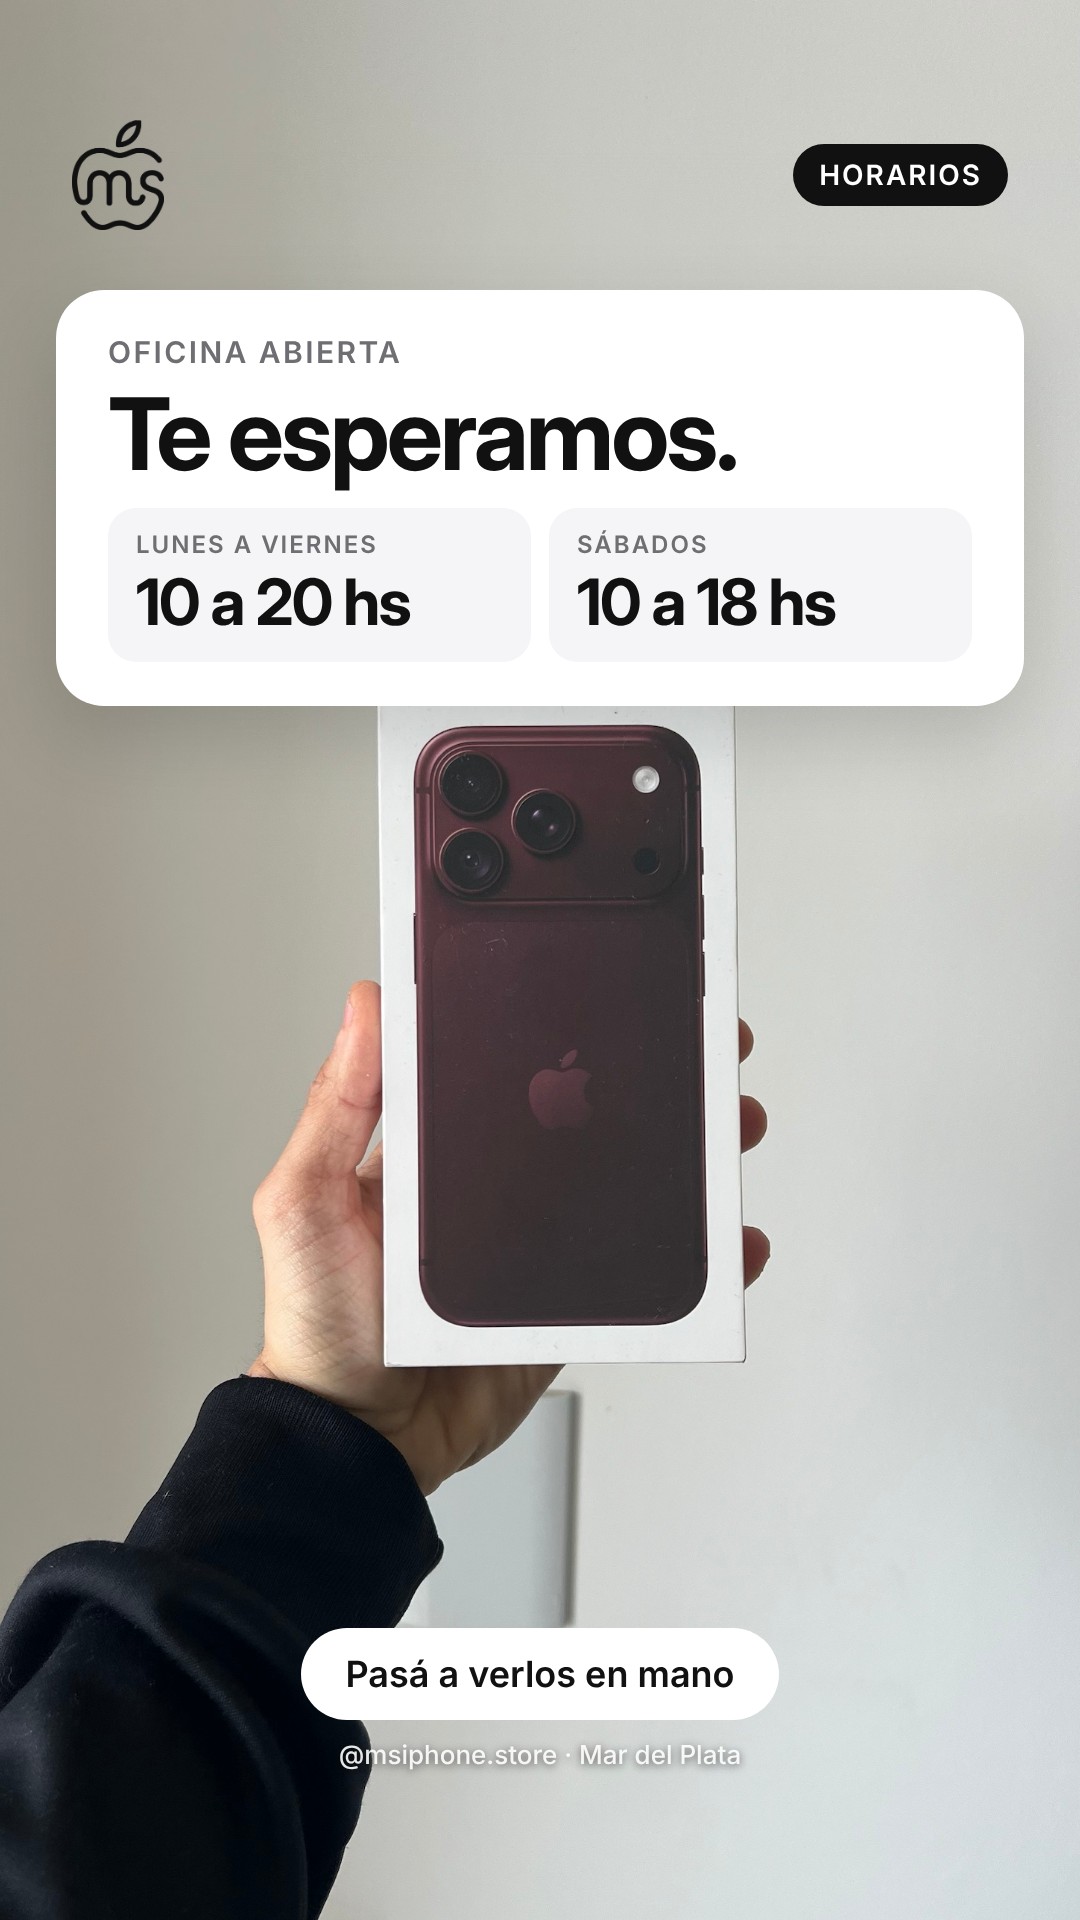 ms
HORARIOS
OFICINA ABIERTA
Te esperamos.
LUNES A VIERNES
10 a 20 hs
SÁBADOS
10 a 18 hs
Pasá a verlos en mano
@msiphone.store · Mar del Plata